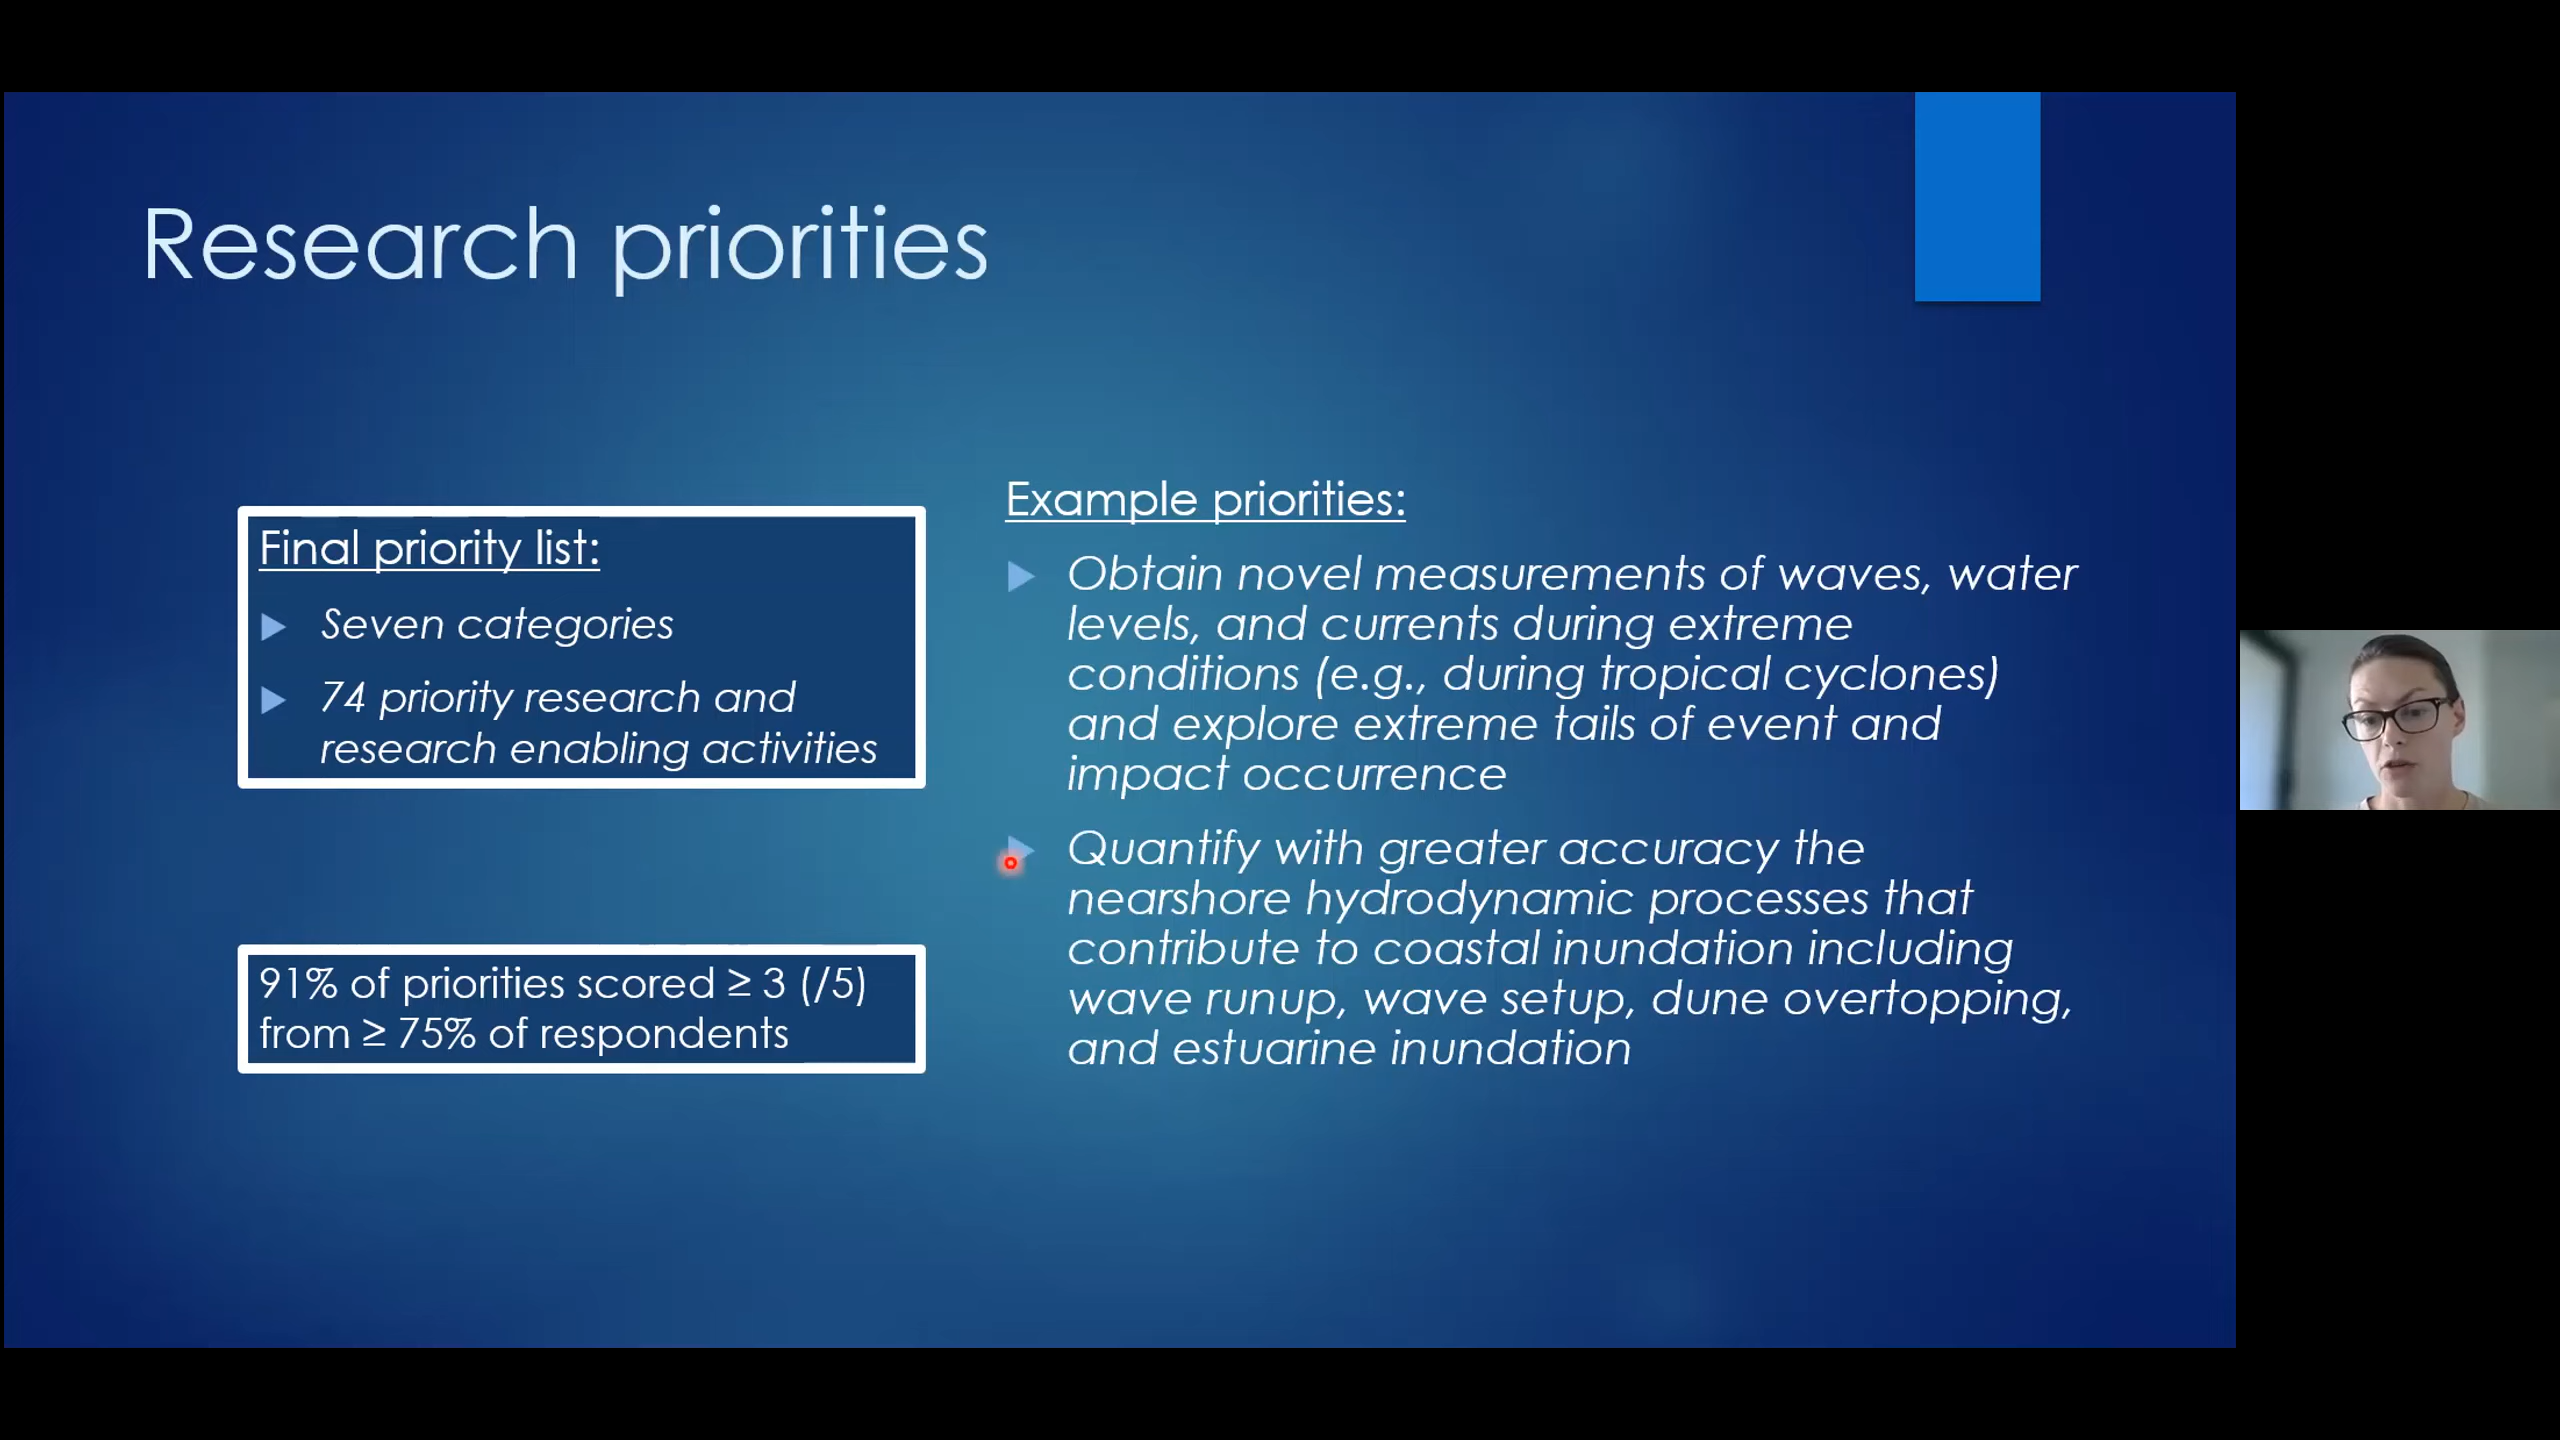 Research priorities
Final priority list:
Seven categories
74 priority research and
research enabling activities
91% of priorities scored ≥ 3 (/5)
from ≥ 75% of respondents
Example priorities:
Obtain novel measurements of waves, water
levels, and currents during extreme
conditions (e.g., during tropical cyclones)
and explore extreme tails of event and
impact occurrence
Quantify with greater accuracy the
nearshore hydrodynamic processes that
contribute to coastal inundation including
wave runup, wave setup, dune overtopping,
and estuarine inundation